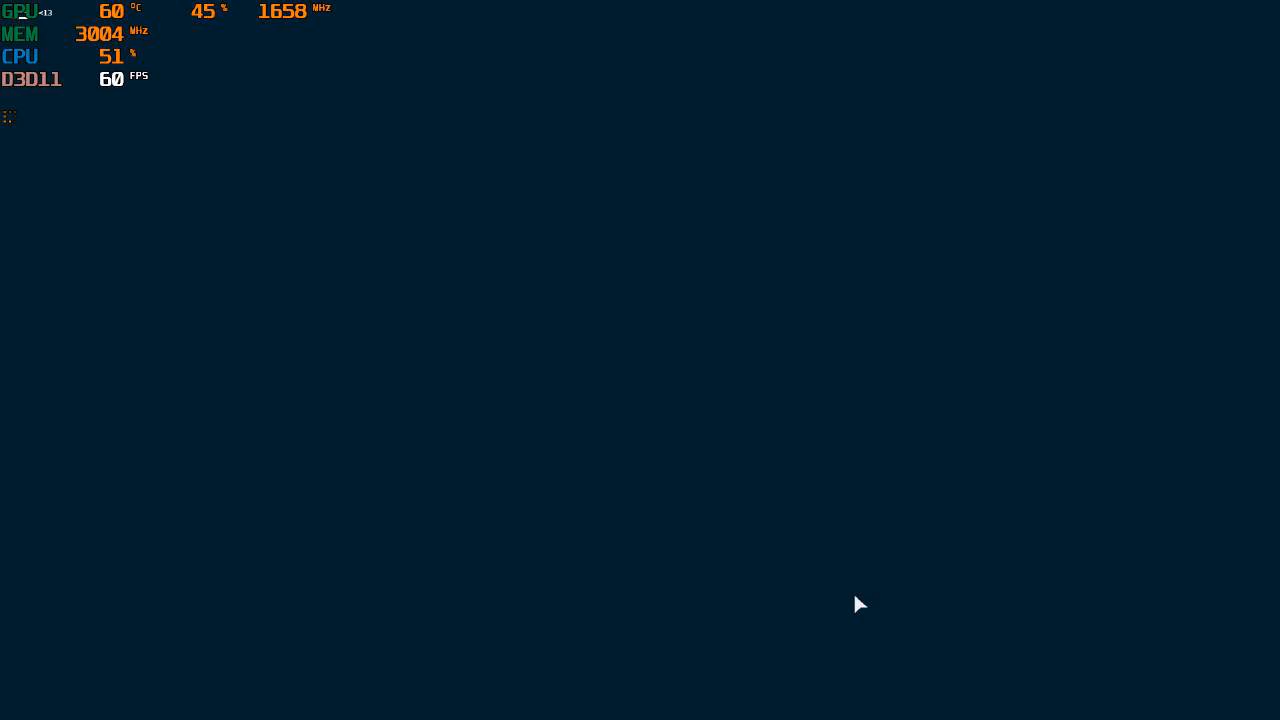 GPU 60 °C 45 % 1658 MHz
MEM 3004 MHz
CPU 51 %
D3D11 60 FPS